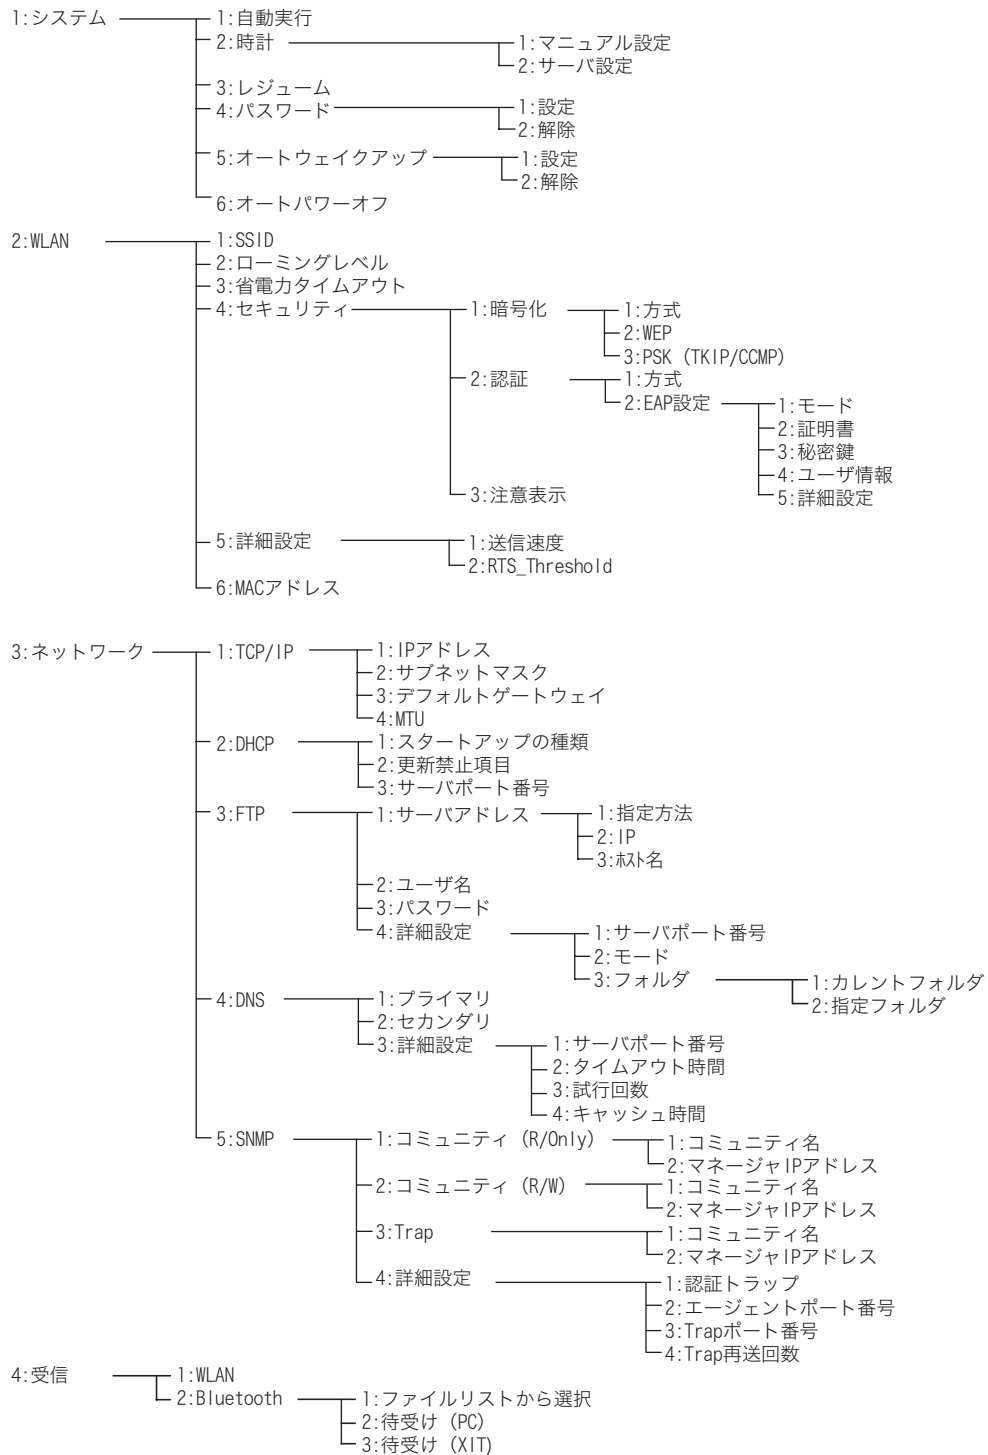 1:システム
1:自動実行
2:時計
1:マニュアル設定
2:サーバ設定
3:レジューム
4:パスワード
1:設定
2:解除
5:オートウェイクアップ
1:設定
2:解除
6:オートパワーオフ
2:WLAN
1:SSID
2:ローミングレベル
3:省電力タイムアウト
4:セキュリティ
1:暗号化
1:方式
2:WEP
3:PSK (TKIP/CCMP)
2:認証
1:方式
2:EAP設定
1:モード
2:証明書
3:秘密鍵
4:ユーザ情報
5:詳細設定
3:注意表示
5:詳細設定
1:送信速度
2:RTS_Threshold
6:MACアドレス
3:ネットワーク
1:TCP/IP
1:IPアドレス
2:サブネットマスク
3:デフォルトゲートウェイ
4:MTU
2:DHCP
1:スタートアップの種類
2:更新禁止項目
3:サーバポート番号
3:FTP
1:サーバアドレス
1:指定方法
2:IP
3:ﾎｽﾄ名
2:ユーザ名
3:パスワード
4:詳細設定
1:サーバポート番号
2:モード
3:フォルダ
1:カレントフォルダ
2:指定フォルダ
4:DNS
1:プライマリ
2:セカンダリ
3:詳細設定
1:サーバポート番号
2:タイムアウト時間
3:試行回数
4:キャッシュ時間
5:SNMP
1:コミュニティ (R/Only)
1:コミュニティ名
2:マネージャIPアドレス
2:コミュニティ (R/W)
1:コミュニティ名
2:マネージャIPアドレス
3:Trap
1:コミュニティ名
2:マネージャIPアドレス
4:詳細設定
1:認証トラップ
2:エージェントポート番号
3:Trapポート番号
4:Trap再送回数
4:受信
1:WLAN
2:Bluetooth
1:ファイルリストから選択
2:待受け (PC)
3:待受け (XIT)